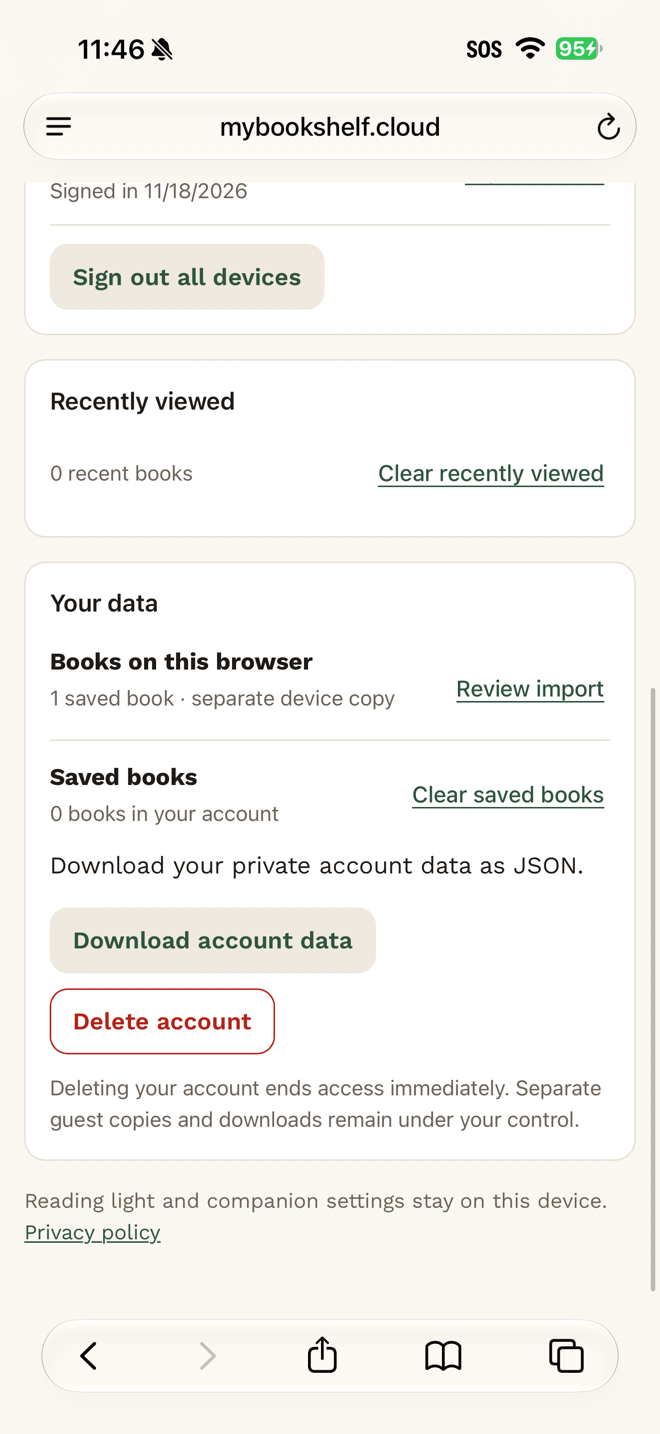 11:46
SOS
95
mybookshelf.cloud
Signed in 11/18/2026
Sign out all devices
Recently viewed
0 recent books
Clear recently viewed
Your data
Books on this browser
1 saved book · separate device copy
Review import
Saved books
0 books in your account
Clear saved books
Download your private account data as JSON.
Download account data
Delete account
Deleting your account ends access immediately. Separate
guest copies and downloads remain under your control.
Reading light and companion settings stay on this device.
Privacy policy